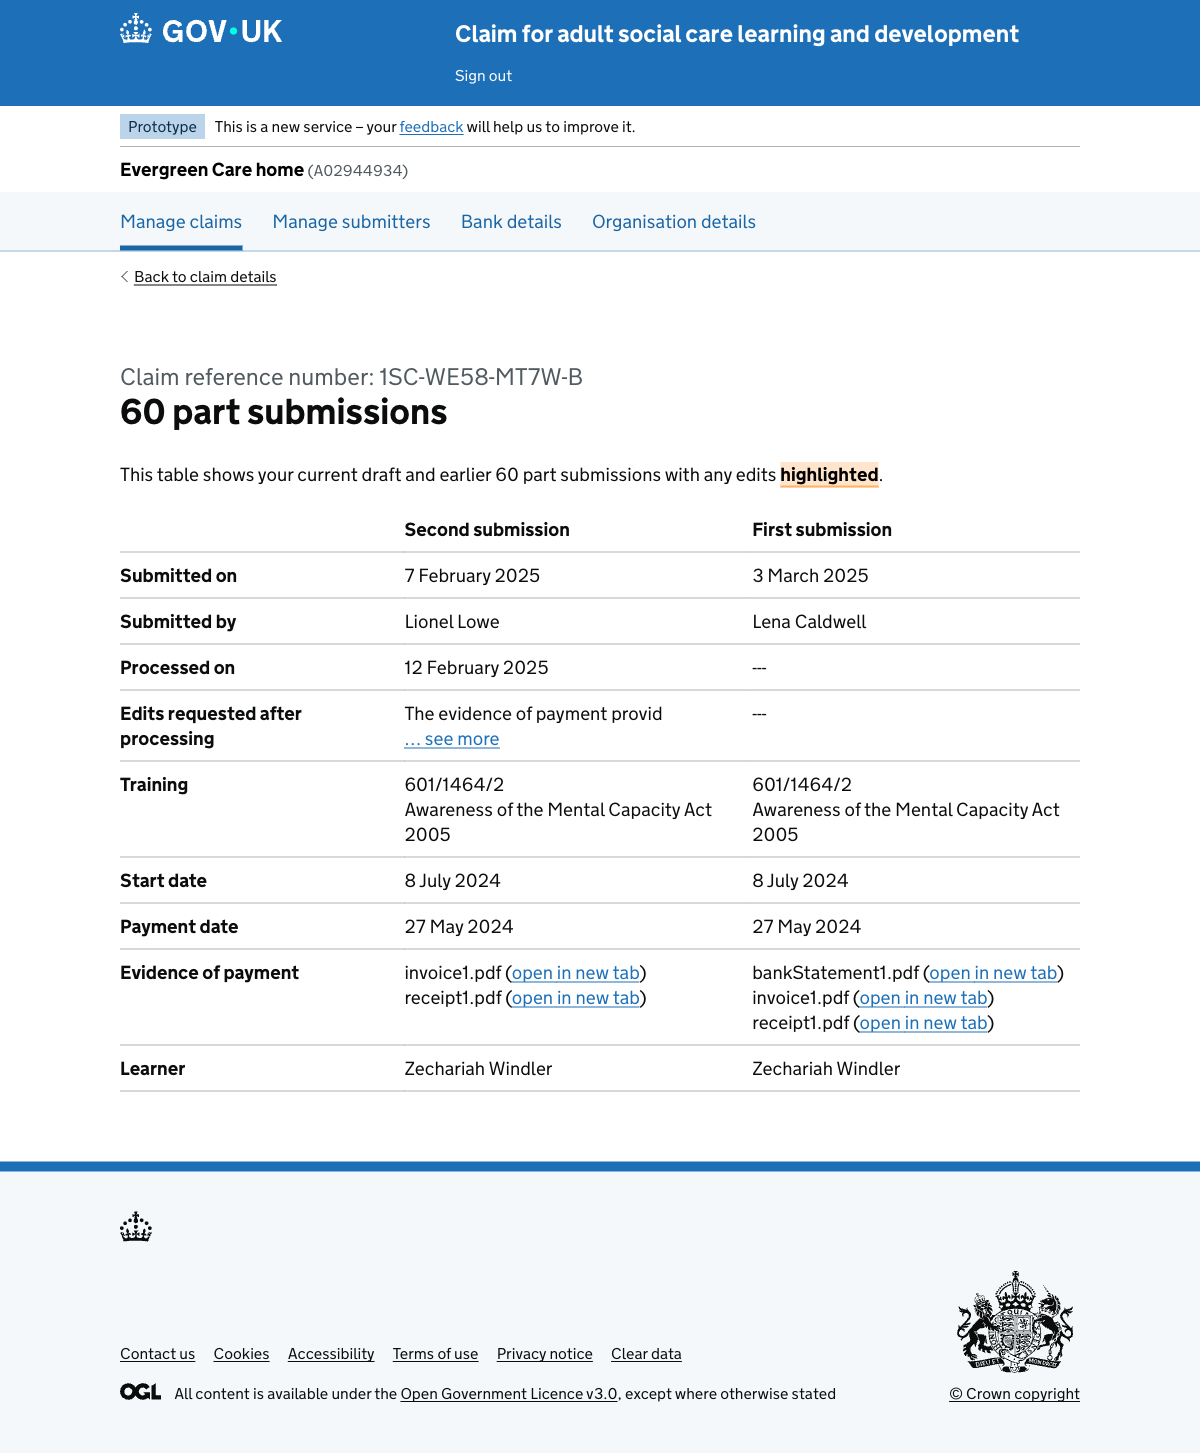 GOV·UK
Claim for adult social care learning and development
Sign out
Prototype This is a new service – your feedback will help us to improve it.
Evergreen Care home (A02944934)
Manage claims Manage submitters Bank details Organisation details
Back to claim details
Claim reference number: 1SC-WE58-MT7W-B
60 part submissions
This table shows your current draft and earlier 60 part submissions with any edits highlighted.
Second submission First submission
Submitted on 7 February 2025 3 March 2025
Submitted by Lionel Lowe Lena Caldwell
Processed on 12 February 2025 ---
Edits requested after The evidence of payment provid ---
processing … see more
Training 601/1464/2 601/1464/2
Awareness of the Mental Capacity Act Awareness of the Mental Capacity Act
2005 2005
Start date 8 July 2024 8 July 2024
Payment date 27 May 2024 27 May 2024
Evidence of payment invoice1.pdf (open in new tab) bankStatement1.pdf (open in new tab)
receipt1.pdf (open in new tab) invoice1.pdf (open in new tab)
receipt1.pdf (open in new tab)
Learner Zechariah Windler Zechariah Windler
Contact us Cookies Accessibility Terms of use Privacy notice Clear data
OGL All content is available under the Open Government Licence v3.0, except where otherwise stated
© Crown copyright